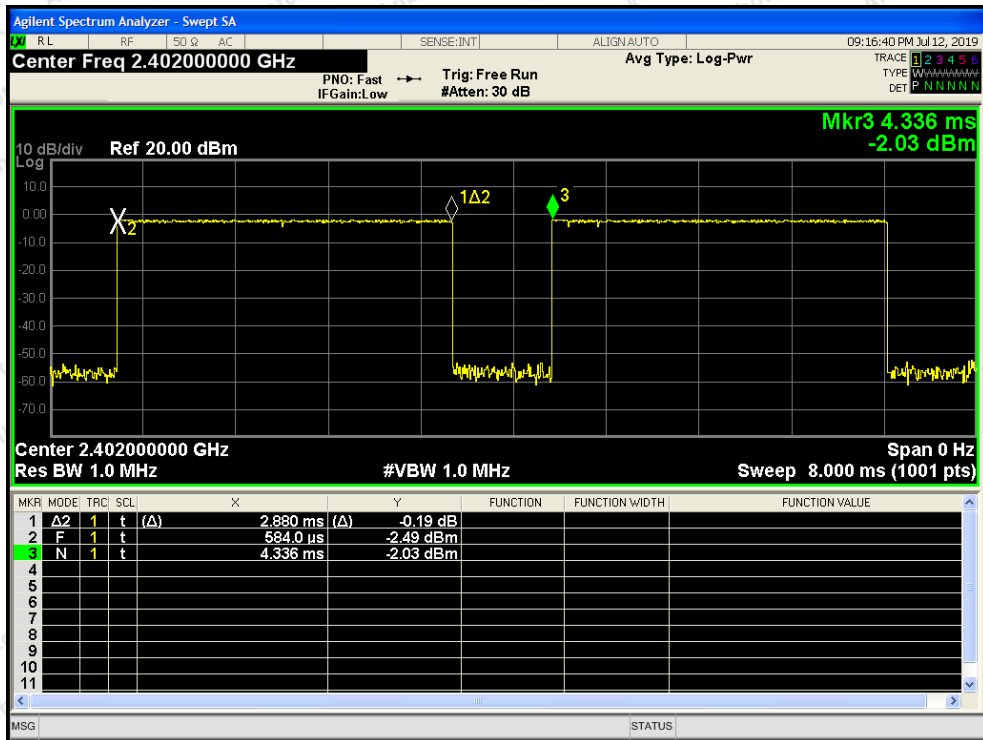 Agilent Spectrum Analyzer - Swept SA
LXI RL RF 50 Ω AC SENSE:INT ALIGN AUTO 09:16:40 PM Jul 12, 2019
Center Freq 2.402000000 GHz Avg Type: Log-Pwr TRACE 1 2 3 4 5 6
PNO: Fast Trig: Free Run TYPE WWWWWW
IFGain:Low #Atten: 30 dB DET P N N N N N
Mkr3 4.336 ms
10 dB/div Ref 20.00 dBm -2.03 dBm
Log
10.0
1Δ2 3
0.00
2
-10.0
-20.0
-30.0
-40.0
-50.0
-60.0
-70.0
Center 2.402000000 GHz Span 0 Hz
Res BW 1.0 MHz #VBW 1.0 MHz Sweep 8.000 ms (1001 pts)
MKR MODE TRC SCL X Y FUNCTION FUNCTION WIDTH FUNCTION VALUE
1 Δ2 1 t (Δ) 2.880 ms (Δ) -0.19 dB
2 F 1 t 584.0 µs -2.49 dBm
3 N 1 t 4.336 ms -2.03 dBm
4
5
6
7
8
9
10
11
MSG STATUS